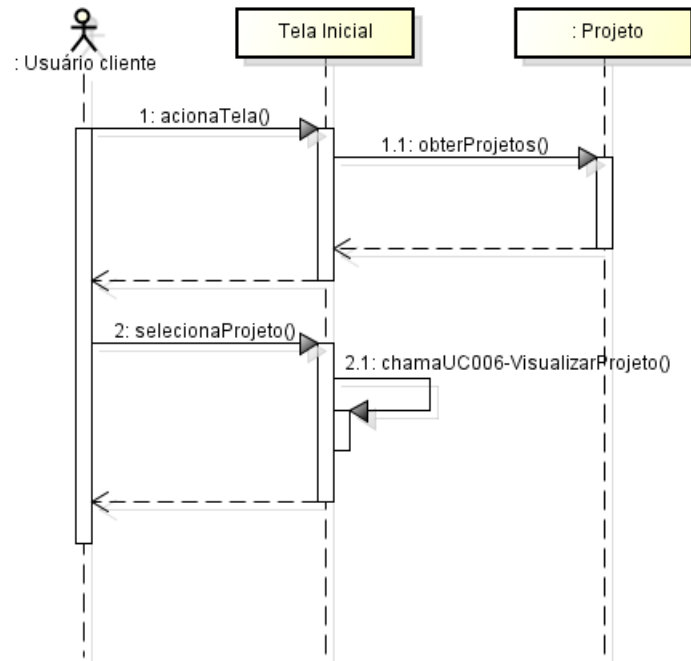 : Usuário cliente
Tela Inicial
: Projeto
1: acionaTela()
1.1: obterProjetos()
2: selecionaProjeto()
2.1: chamaUC006-VisualizarProjeto()